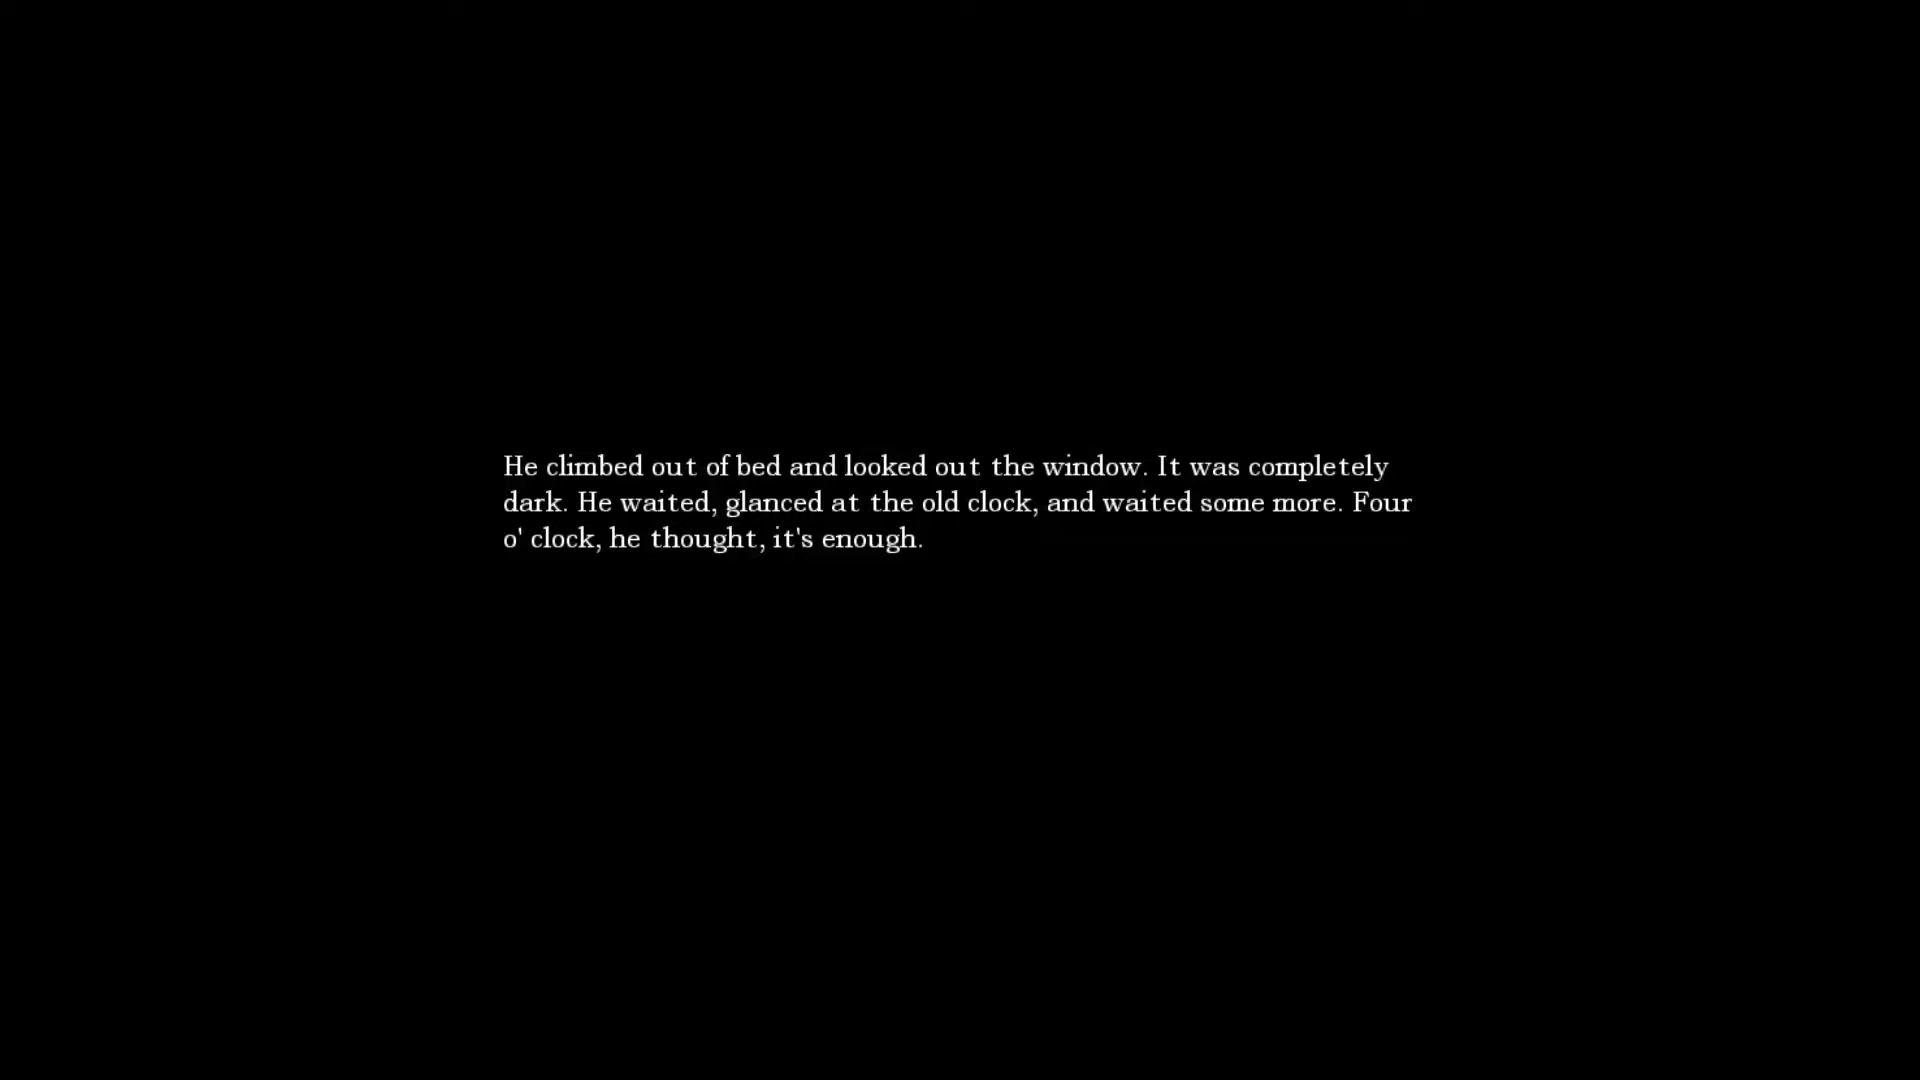 He climbed out of bed and looked out the window. It was completely
dark. He waited, glanced at the old clock, and waited some more. Four
o' clock, he thought, it's enough.